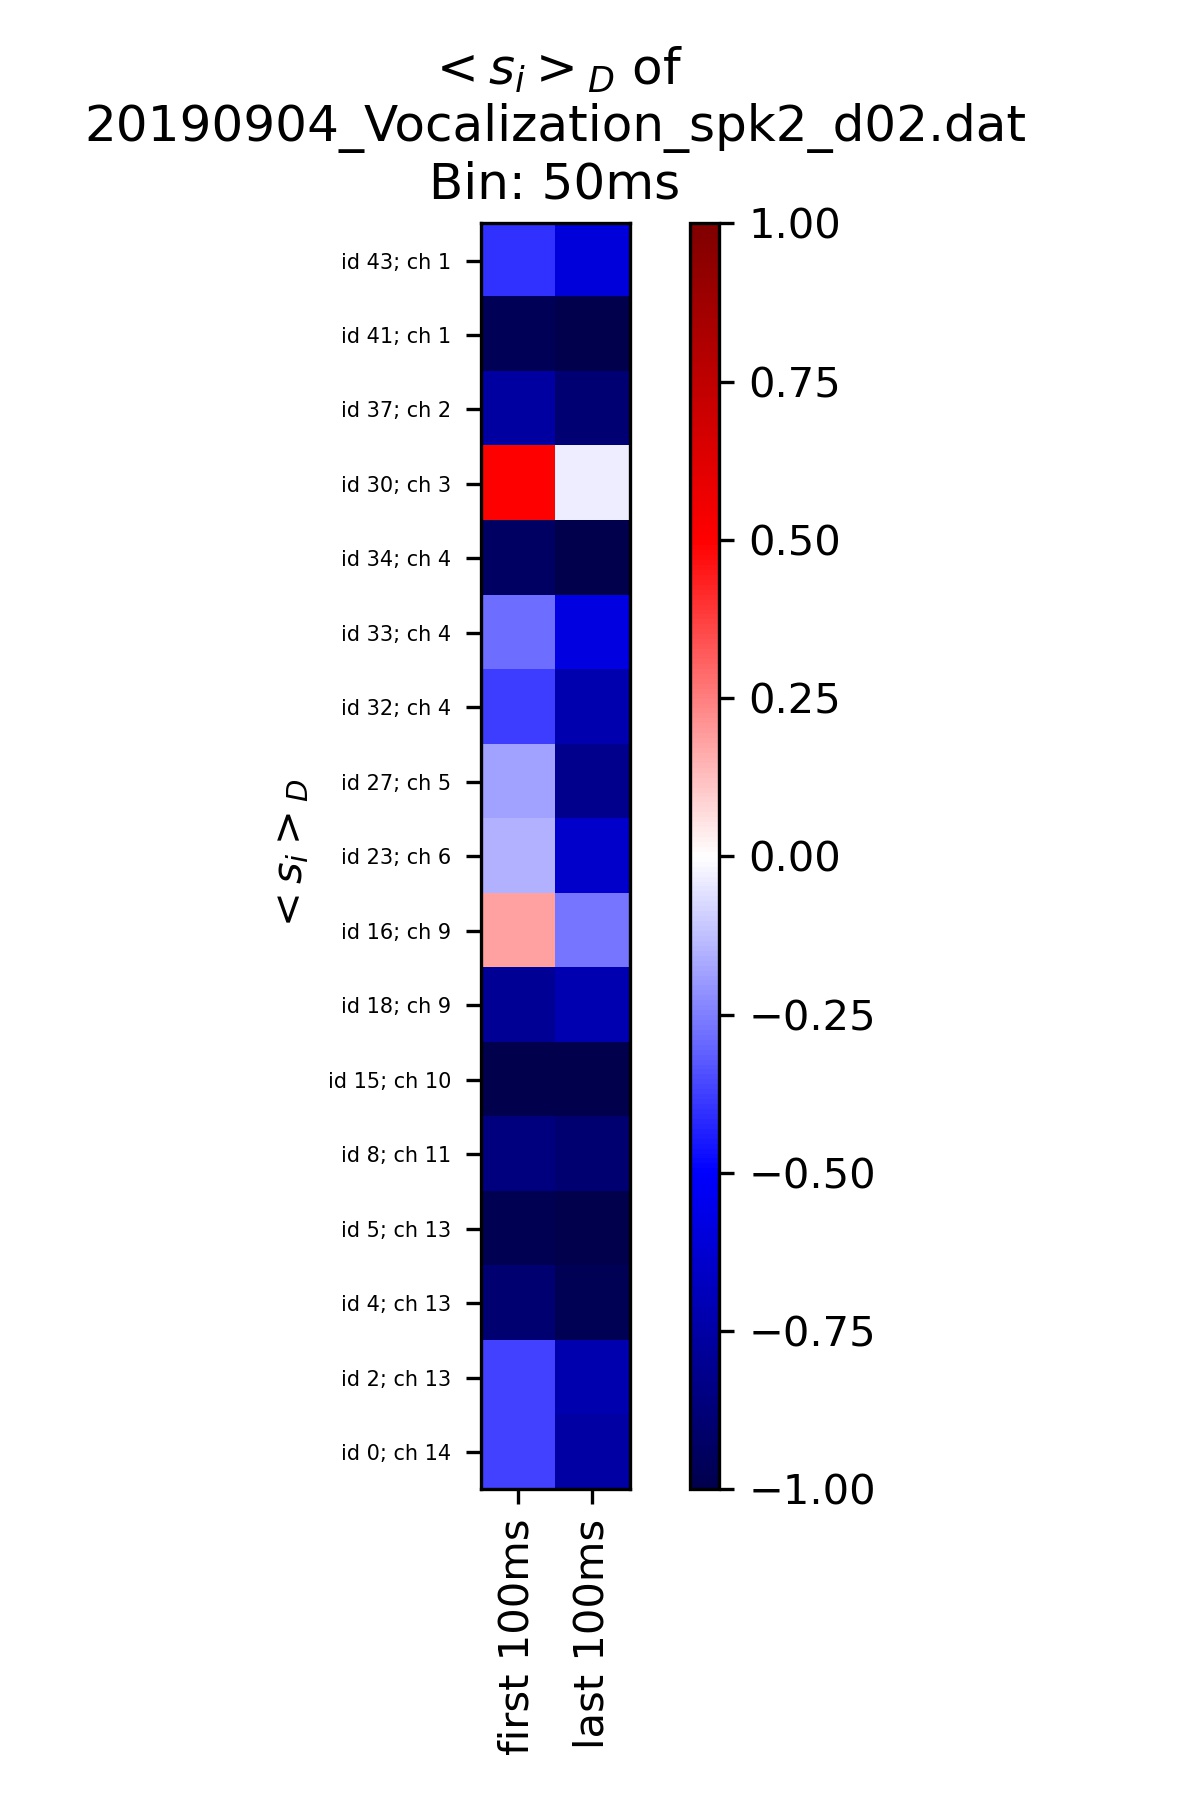 < s_i >_D of
20190904_Vocalization_spk2_d02.dat
Bin: 50ms
< s_i >_D
id 43; ch 1
id 41; ch 1
id 37; ch 2
id 30; ch 3
id 34; ch 4
id 33; ch 4
id 32; ch 4
id 27; ch 5
id 23; ch 6
id 16; ch 9
id 18; ch 9
id 15; ch 10
id 8; ch 11
id 5; ch 13
id 4; ch 13
id 2; ch 13
id 0; ch 14
first 100ms
last 100ms
1.00
0.75
0.50
0.25
0.00
−0.25
−0.50
−0.75
−1.00